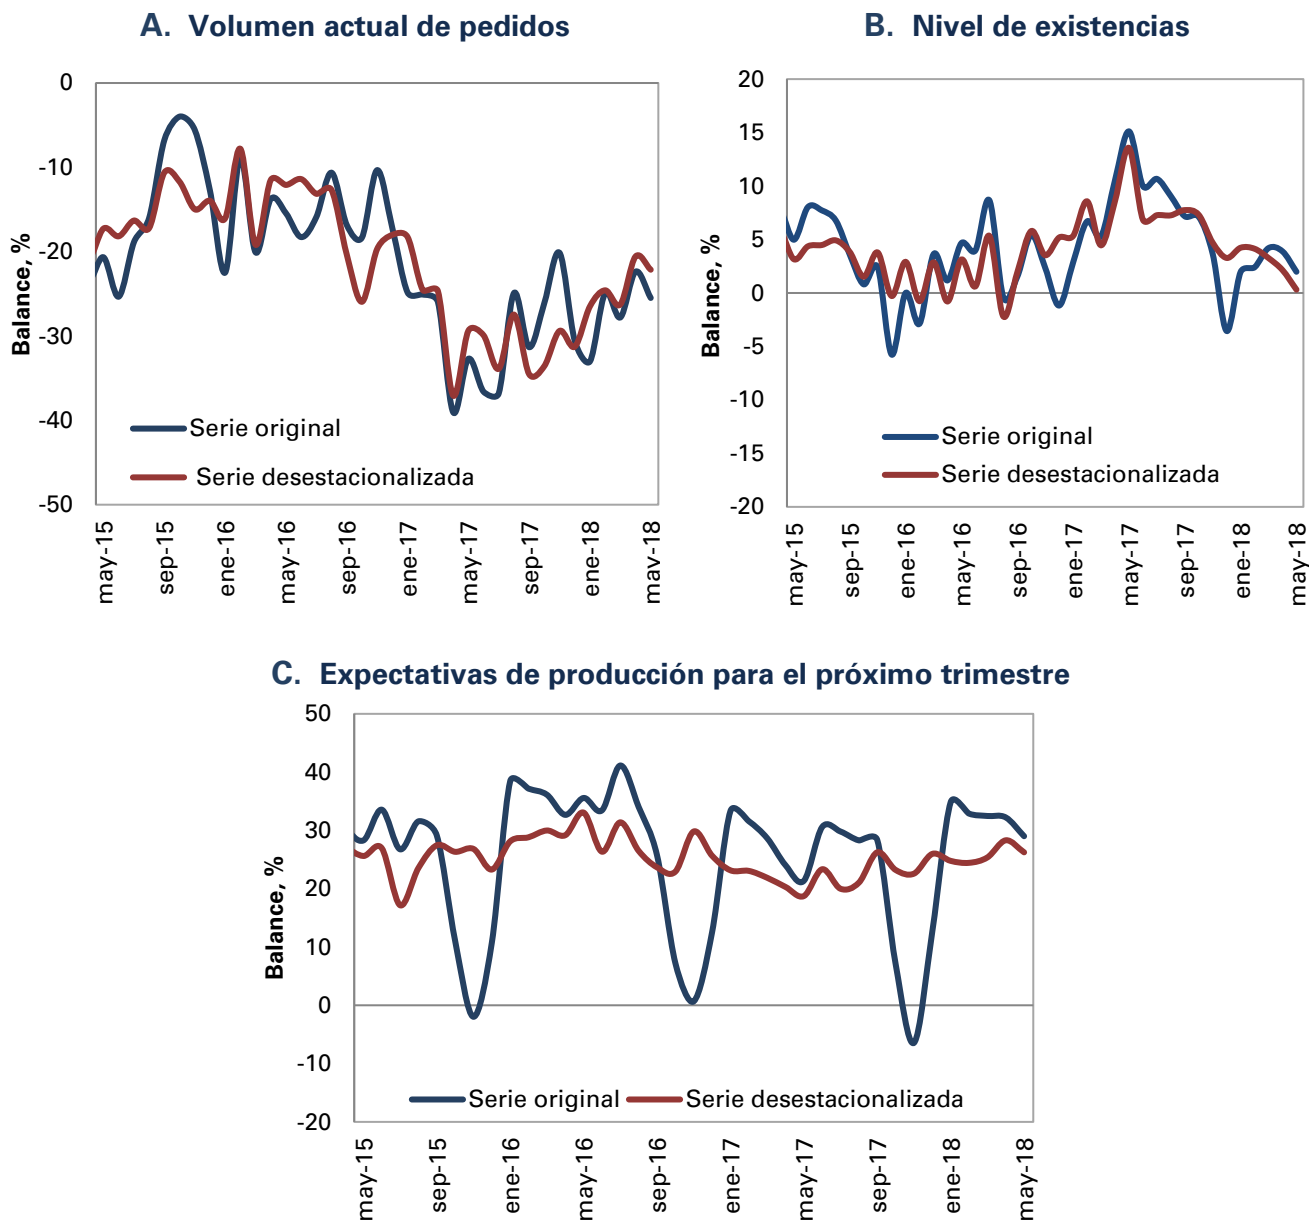 A. Volumen actual de pedidos
0
-10
-20
-30
-40
-50
Balance, %
Serie original
Serie desestacionalizada
may-15
sep-15
ene-16
may-16
sep-16
ene-17
may-17
sep-17
ene-18
may-18
B. Nivel de existencias
20
15
10
5
0
-5
-10
-15
-20
Balance, %
Serie original
Serie desestacionalizada
may-15
sep-15
ene-16
may-16
sep-16
ene-17
may-17
sep-17
ene-18
may-18
C. Expectativas de producción para el próximo trimestre
50
40
30
20
10
0
-10
-20
Balance, %
Serie original
Serie desestacionalizada
may-15
sep-15
ene-16
may-16
sep-16
ene-17
may-17
sep-17
ene-18
may-18